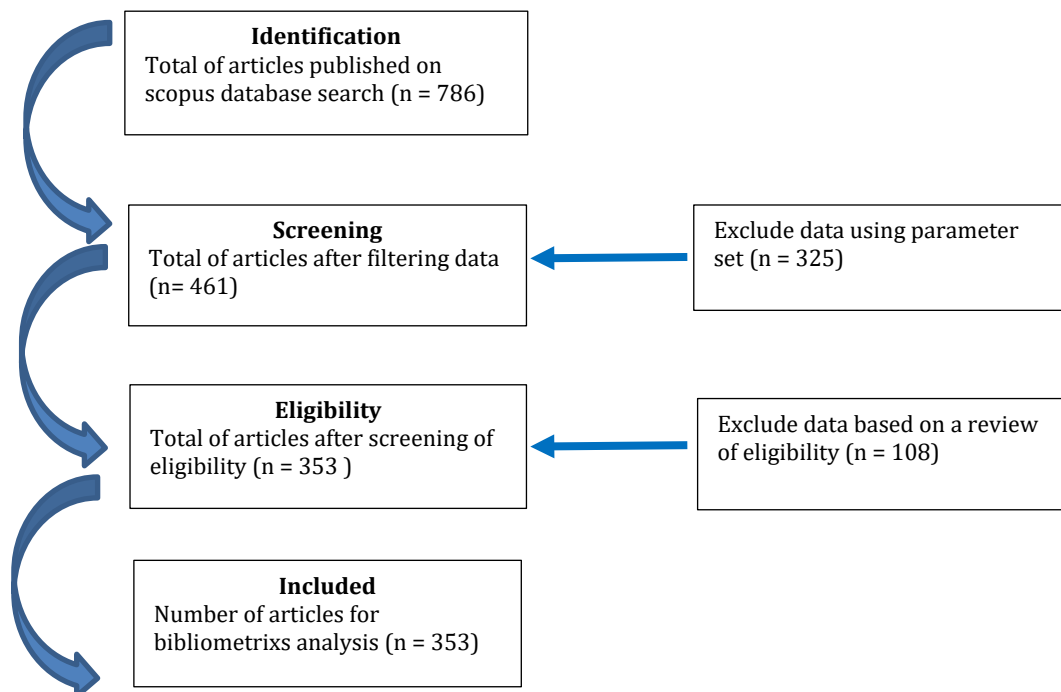 Identification
Total of articles published on
scopus database search (n = 786)
Screening
Total of articles after filtering data
(n= 461)
Exclude data using parameter
set (n = 325)
Eligibility
Total of articles after screening of
eligibility (n = 353 )
Exclude data based on a review
of eligibility (n = 108)
Included
Number of articles for
bibliometrixs analysis (n = 353)